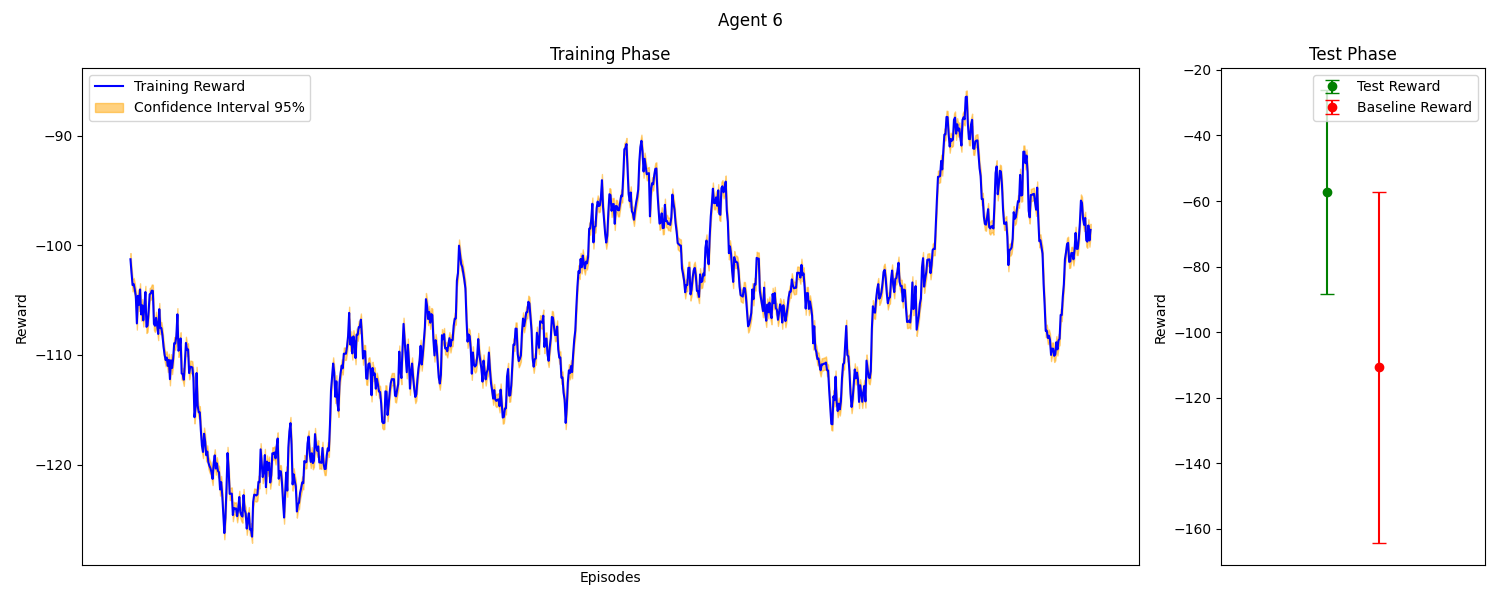 Agent 6
Training Phase
Training Reward
Confidence Interval 95%
−90
−100
−110
−120
Reward
Episodes
Test Phase
Test Reward
Baseline Reward
−20
−40
−60
−80
−100
−120
−140
−160
Reward